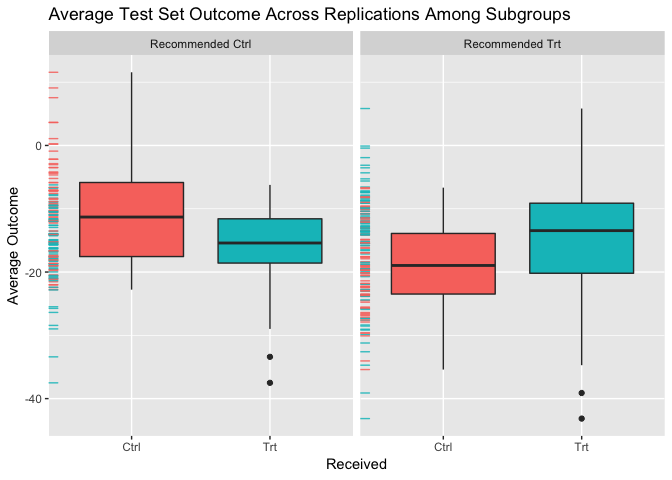 Average Test Set Outcome Across Replications Among Subgroups
Recommended Ctrl
Recommended Trt
Average Outcome
0
-20
-40
Ctrl
Trt
Ctrl
Trt
Received